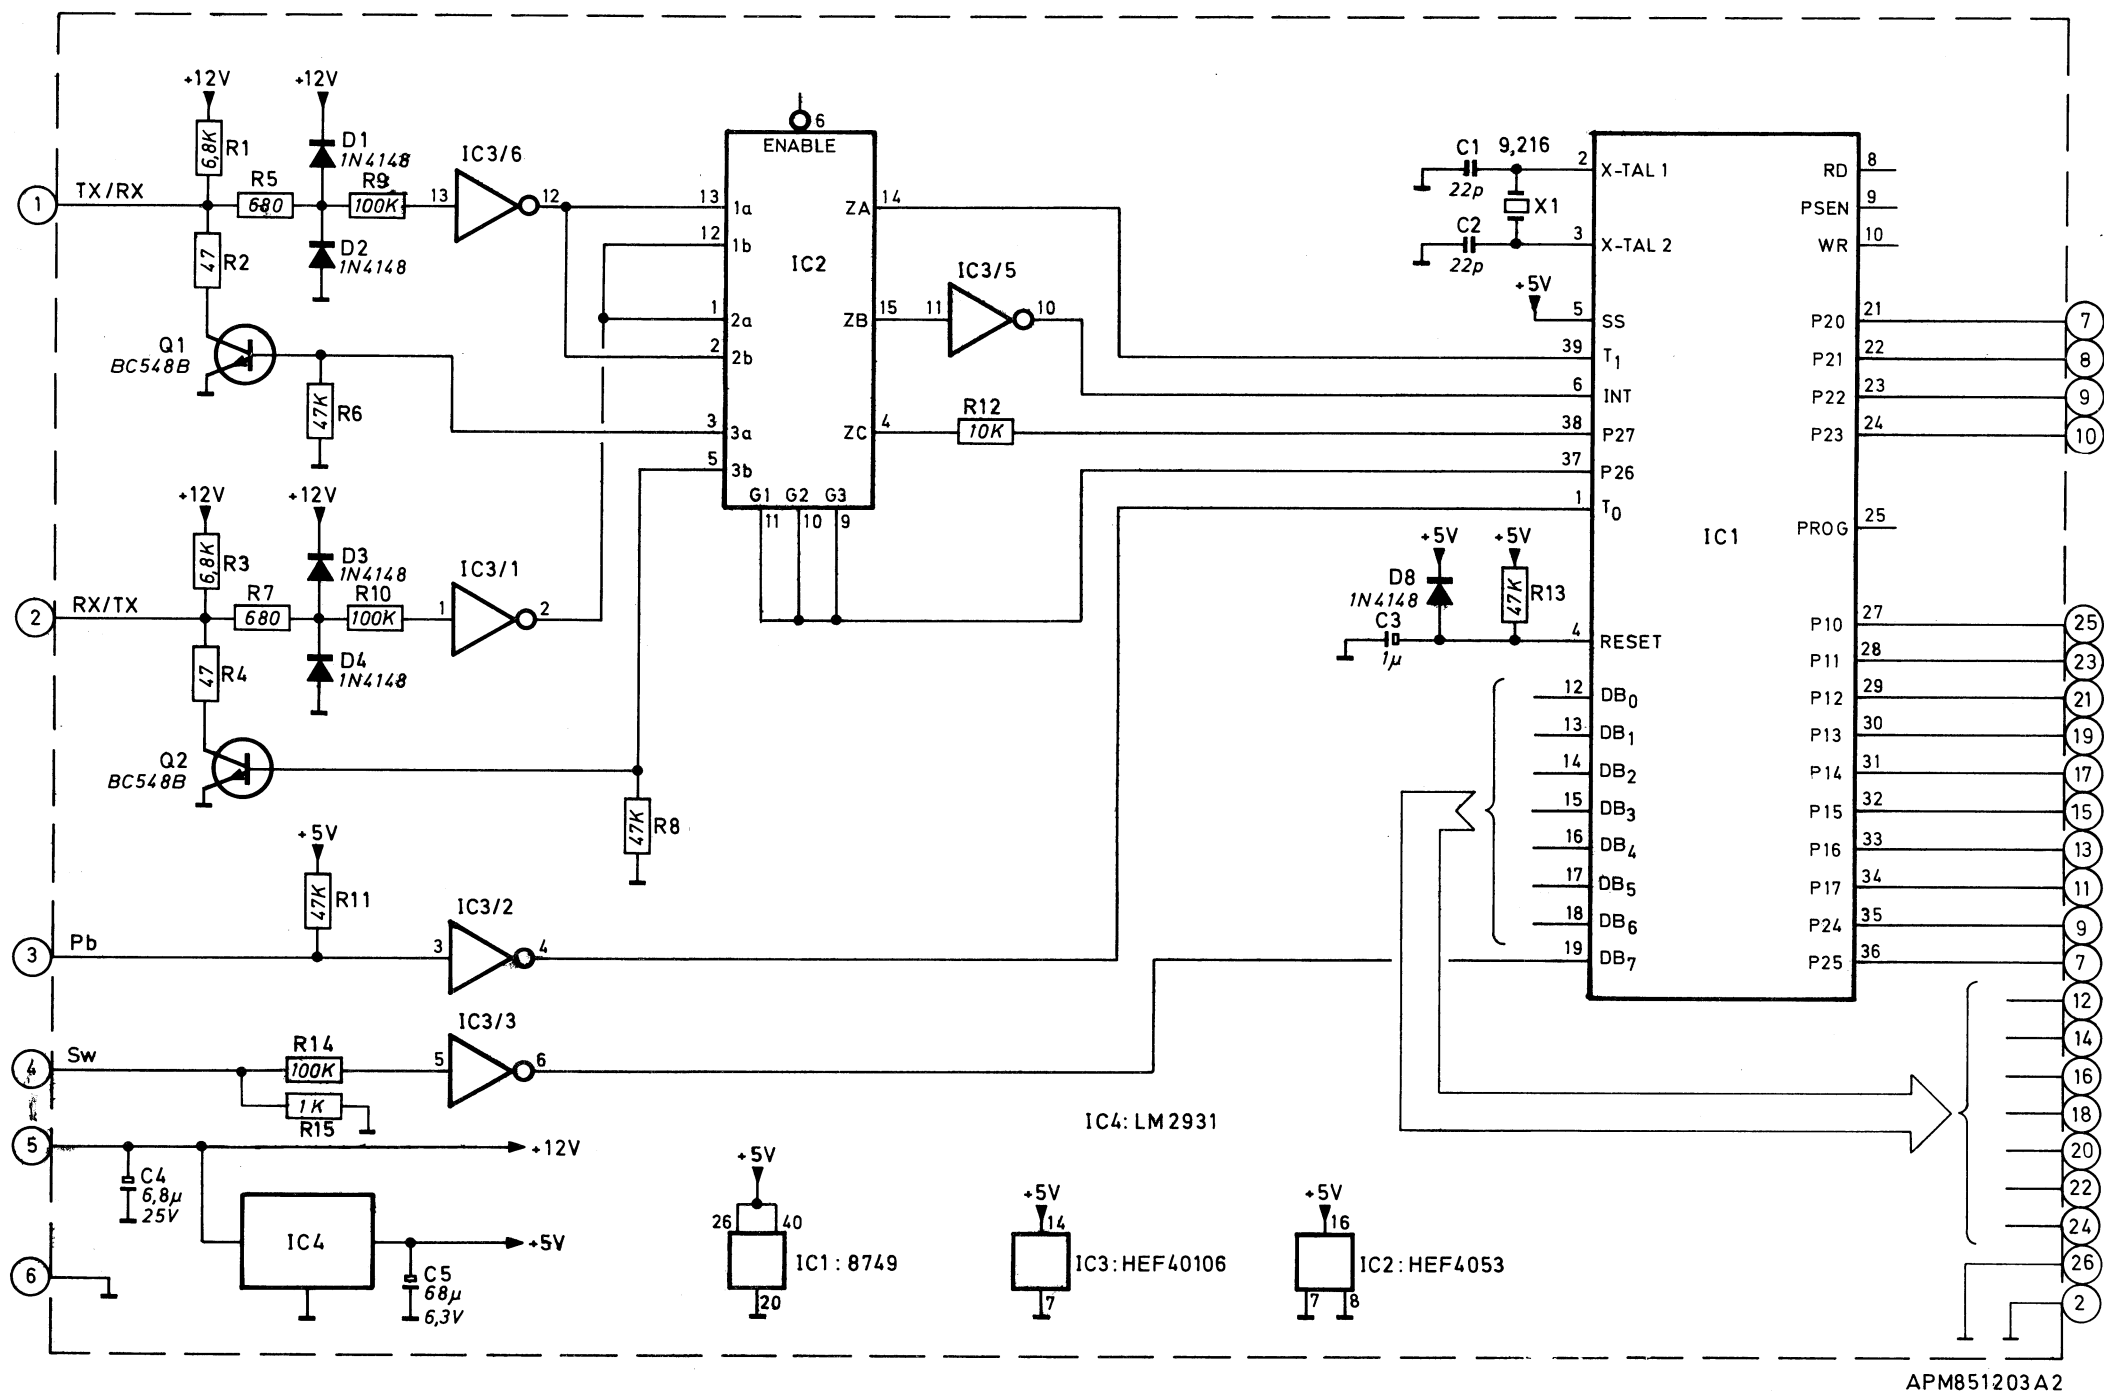 +12V
+12V
R1
6,8K
D1
1N4148
1
TX/RX
R5
680
R9
100K
IC3/6
13
12
R2
47
D2
1N4148
Q1
BC548B
R6
47K
6
ENABLE
IC2
13
1a
12
1b
1
2a
2
2b
3
3a
5
3b
ZA
14
ZB
15
ZC
4
G1
G2
G3
11
10
9
IC3/5
11
10
R12
10K
C1
22p
9,216
X1
C2
22p
+5V
2
X-TAL 1
3
X-TAL 2
5
SS
39
T1
6
INT
38
P27
37
P26
1
T0
IC1
RD
8
PSEN
9
WR
10
P20
21
7
P21
22
8
P22
23
9
P23
24
10
PROG
25
+12V
+12V
R3
6,8K
D3
1N4148
2
RX/TX
R7
680
R10
100K
IC3/1
1
2
R4
47
D4
1N4148
Q2
BC548B
R8
47K
+5V
+5V
D8
1N4148
R13
47K
C3
1µ
4
RESET
12
DB0
13
DB1
14
DB2
15
DB3
16
DB4
17
DB5
18
DB6
19
DB7
P10
27
25
P11
28
23
P12
29
21
P13
30
19
P14
31
17
P15
32
15
P16
33
13
P17
34
11
P24
35
9
P25
36
7
12
14
16
18
20
22
24
26
2
+5V
R11
47K
3
Pb
IC3/2
3
4
4
Sw
R14
100K
1K
R15
IC3/3
5
6
5
+12V
C4
6,8µ
25V
IC4
+5V
C5
68µ
6,3V
6
IC4: LM2931
+5V
26
40
IC1: 8749
20
+5V
14
IC3: HEF40106
7
+5V
16
IC2: HEF4053
7
8
APM851203A2